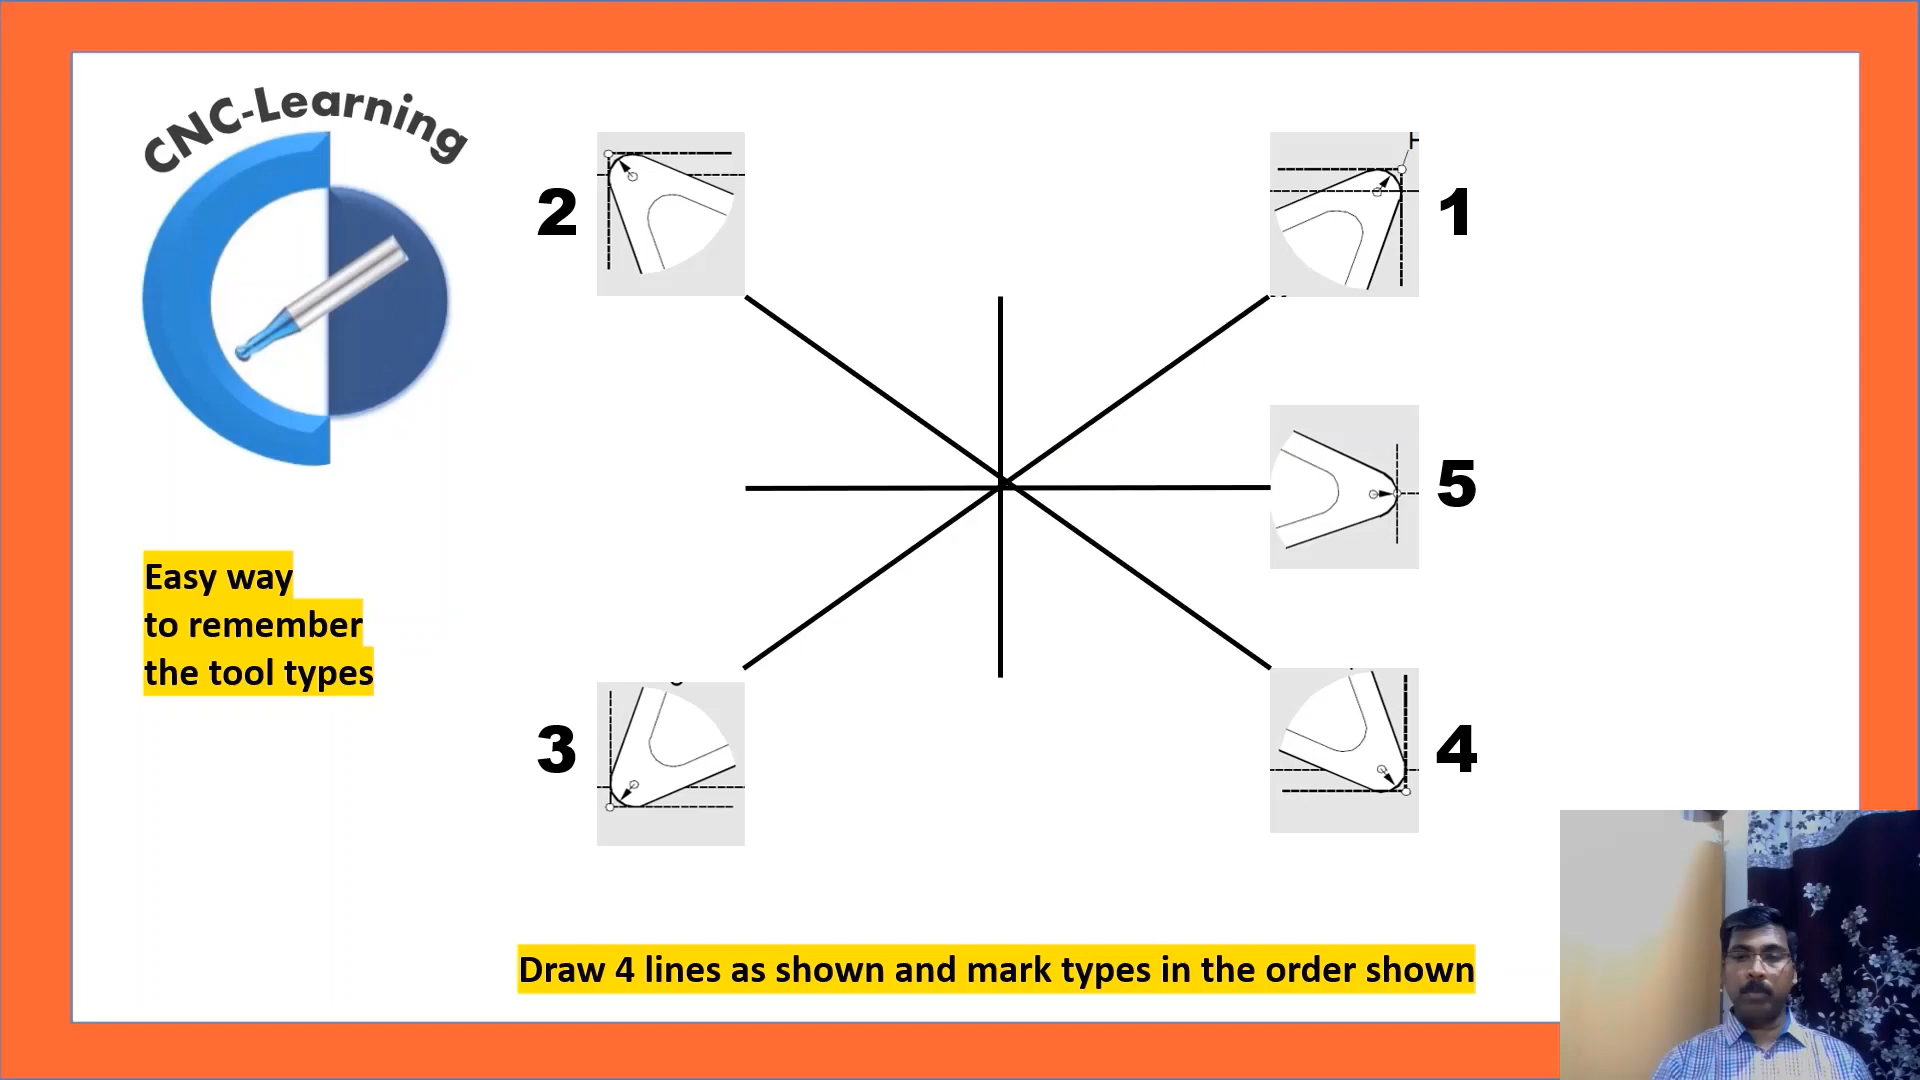 CNC-Learning
2
1
5
Easy way
to remember
the tool types
3
4
Draw 4 lines as shown and mark types in the order shown